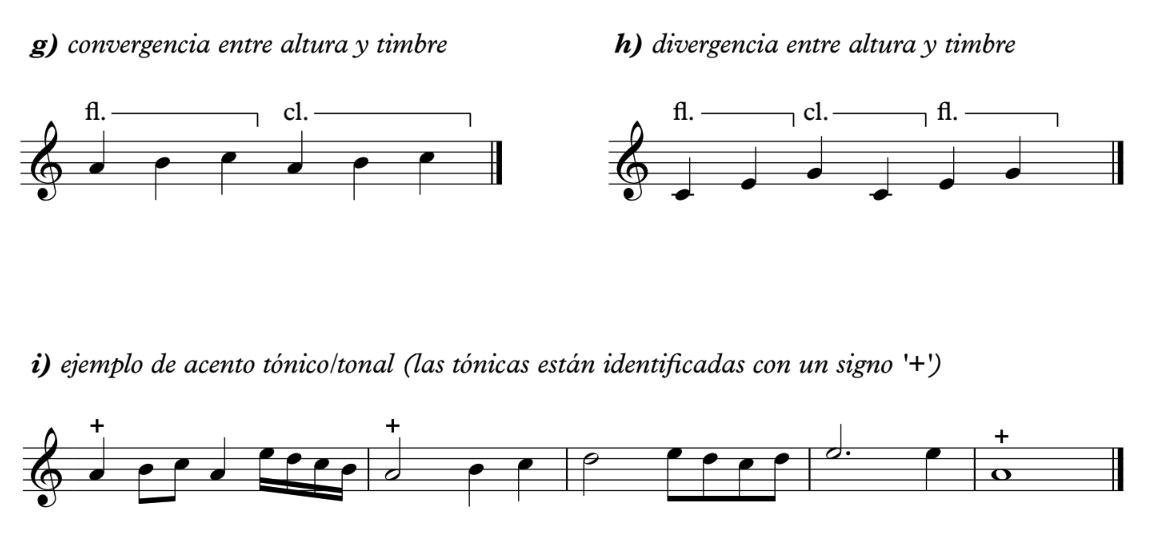 g) convergencia entre altura y timbre
h) divergencia entre altura y timbre
fl. cl.
fl. cl. fl.
i) ejemplo de acento tónico/tonal (las tónicas están identificadas con un signo '+')
+ + +